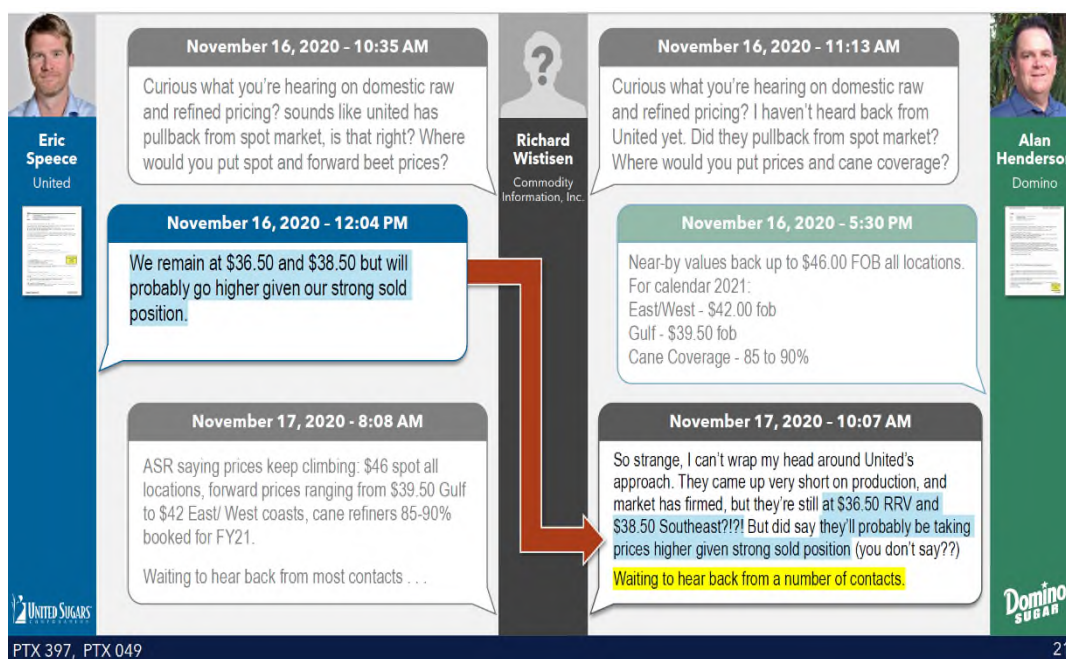 Eric
Speece
United
November 16, 2020 – 10:35 AM
Curious what you’re hearing on domestic raw
and refined pricing? sounds like united has
pullback from spot market, is that right? Where
would you put spot and forward beet prices?
November 16, 2020 – 12:04 PM
We remain at $36.50 and $38.50 but will
probably go higher given our strong sold
position.
November 17, 2020 - 8:08 AM
ASR saying prices keep climbing: $46 spot all
locations, forward prices ranging from $39.50 Gulf
to $42 East/ West coasts, cane refiners 85-90%
booked for FY21.
Waiting to hear back from most contacts . . .
?
Richard
Wistisen
Commodity
Information, Inc.
November 16, 2020 – 11:13 AM
Curious what you’re hearing on domestic raw
and refined pricing? I haven’t heard back from
United yet. Did they pullback from spot market?
Where would you put prices and cane coverage?
November 16, 2020 – 5:30 PM
Near-by values back up to $46.00 FOB all locations.
For calendar 2021:
East/West - $42.00 fob
Gulf - $39.50 fob
Cane Coverage - 85 to 90%
November 17, 2020 – 10:07 AM
So strange, I can’t wrap my head around United’s
approach. They came up very short on production, and
market has firmed, but they’re still at $36.50 RRV and
$38.50 Southeast?!?! But did say they’ll probably be taking
prices higher given strong sold position (you don’t say??)
Waiting to hear back from a number of contacts.
Alan
Henderson
Domino
UNITED SUGARS
Domino
SUGAR
PTX 397, PTX 049
21